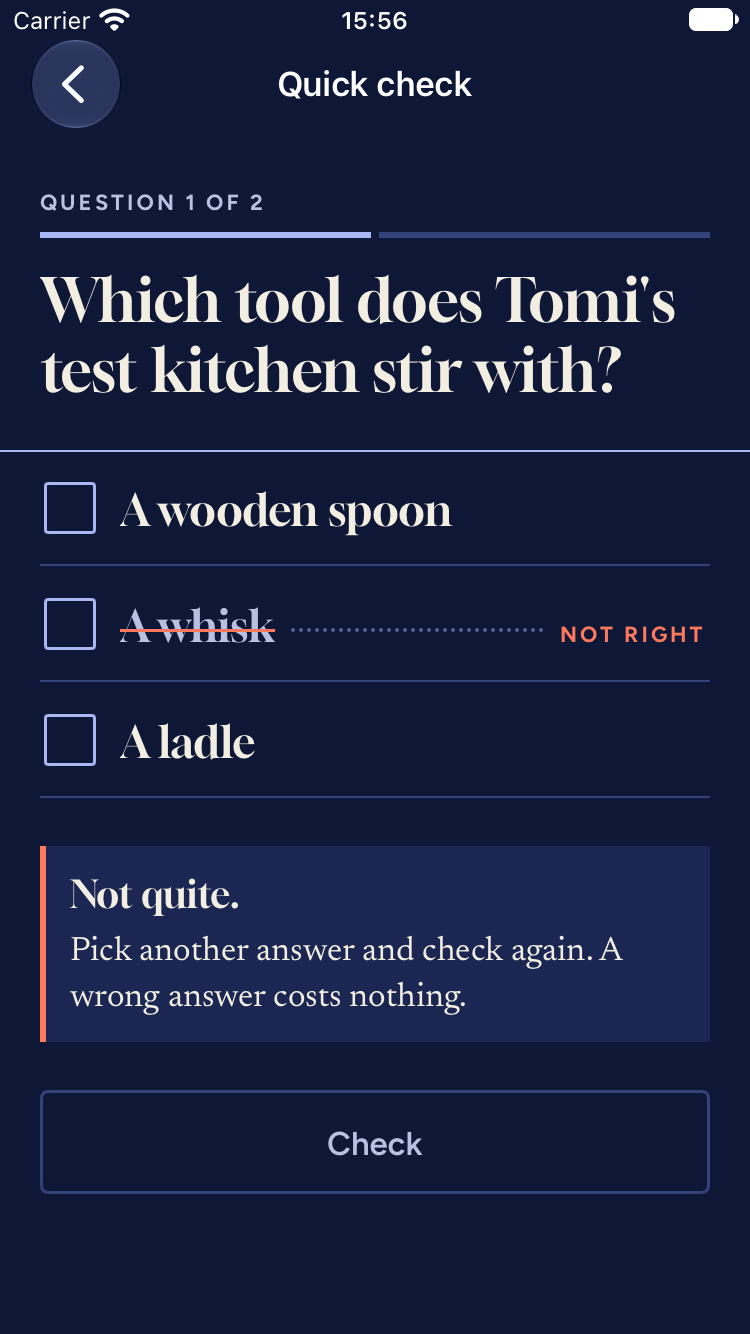 Carrier
15:56
Quick check
QUESTION 1 OF 2
Which tool does Tomi's
test kitchen stir with?
A wooden spoon
A whisk NOT RIGHT
A ladle
Not quite.
Pick another answer and check again. A
wrong answer costs nothing.
Check